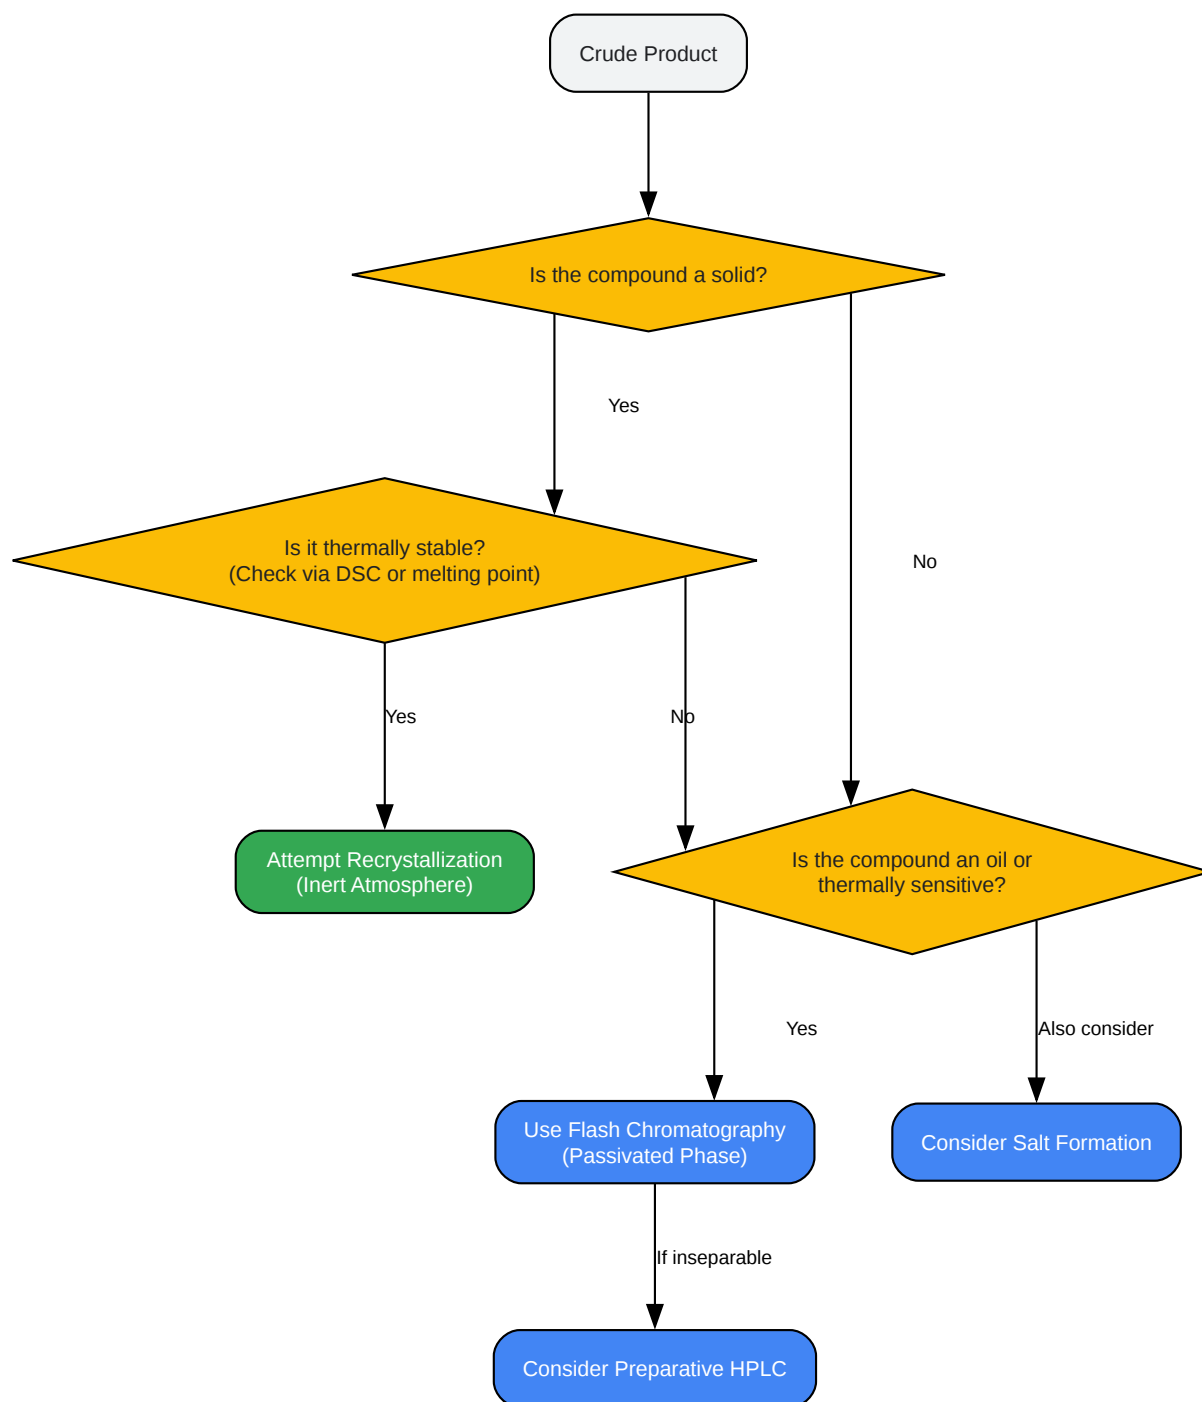 Crude Product
Is the compound a solid?
Yes
Is it thermally stable?
(Check via DSC or melting point)
No
Yes
No
Attempt Recrystallization
(Inert Atmosphere)
Is the compound an oil or
thermally sensitive?
Yes
Also consider
Use Flash Chromatography
(Passivated Phase)
Consider Salt Formation
If inseparable
Consider Preparative HPLC